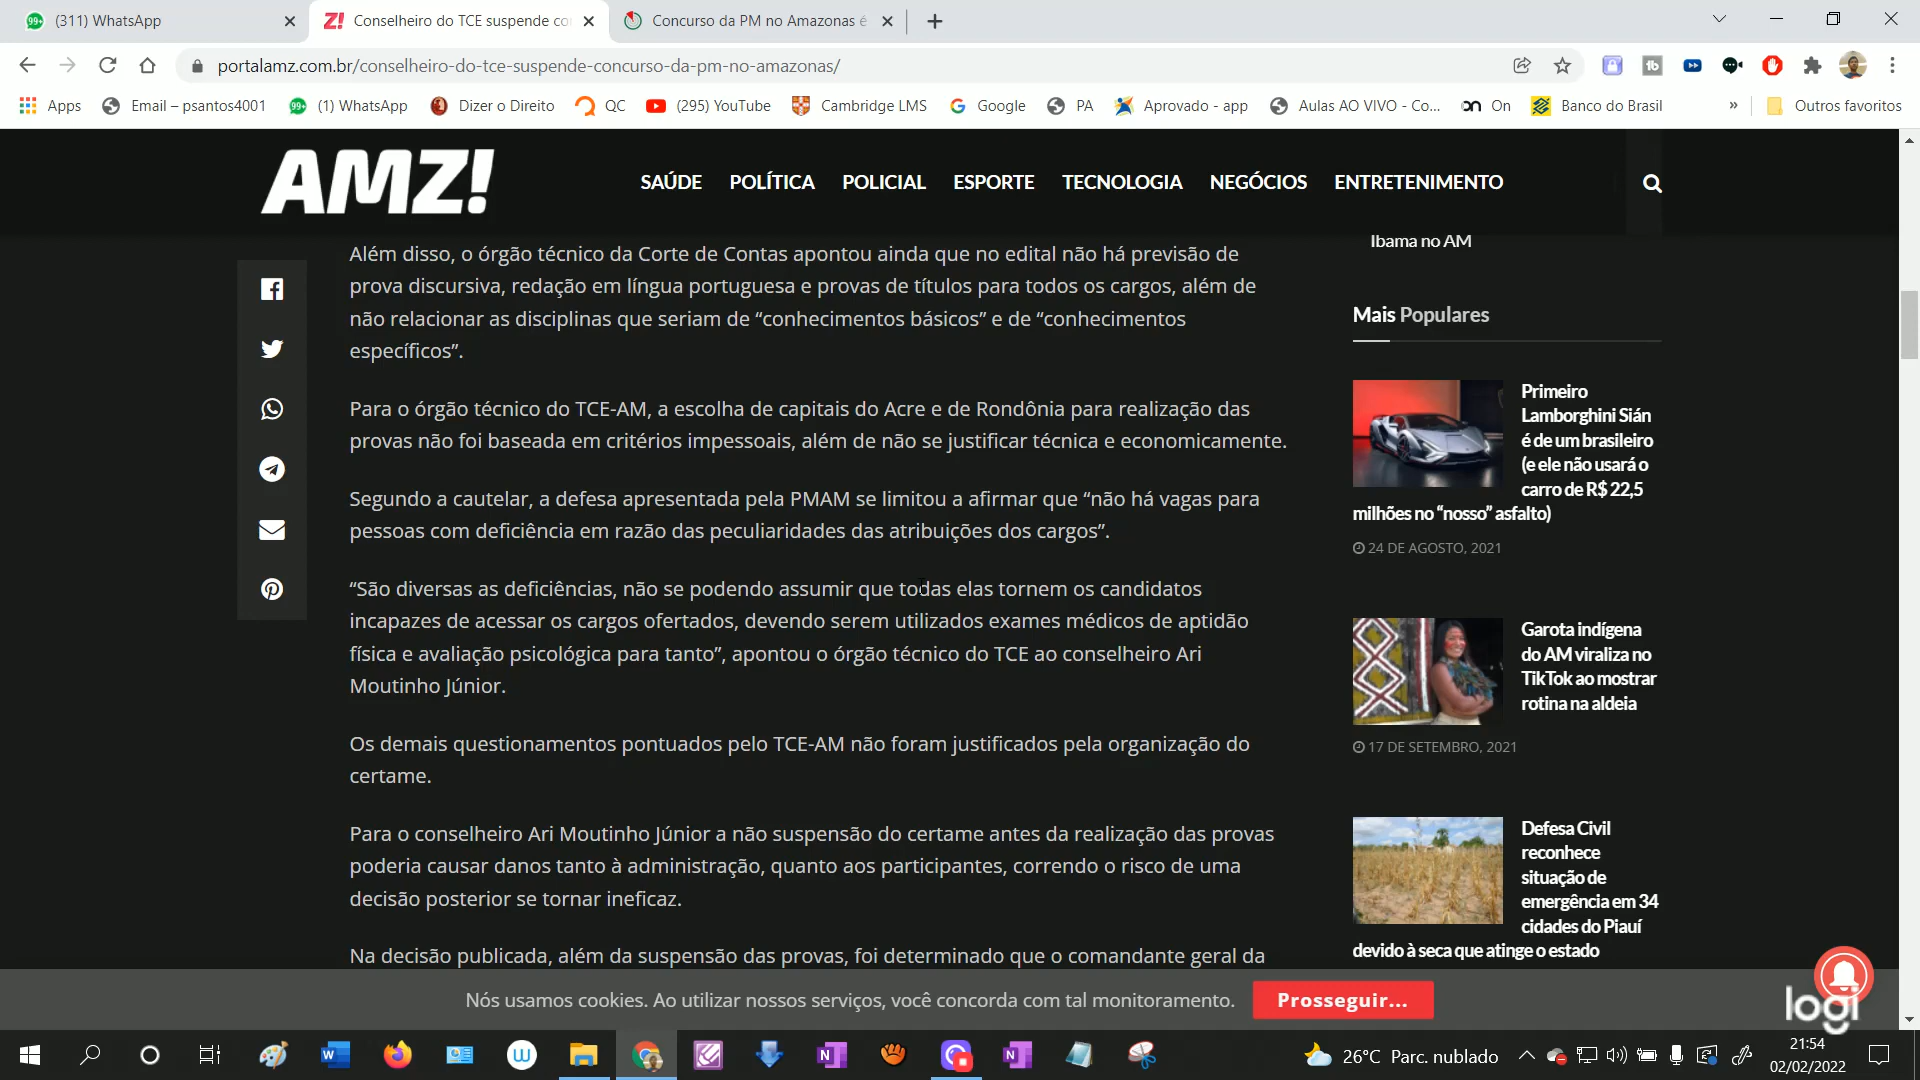 (311) WhatsApp
Conselheiro do TCE suspende co
Concurso da PM no Amazonas é
portalamz.com.br/conselheiro-do-tce-suspende-concurso-da-pm-no-amazonas/
Apps
Email – psantos4001
(1) WhatsApp
Dizer o Direito
QC
(295) YouTube
Cambridge LMS
Google
PA
Aprovado - app
Aulas AO VIVO - Co...
On
Banco do Brasil
»
Outros favoritos
AMZ!
SAÚDE
POLÍTICA
POLICIAL
ESPORTE
TECNOLOGIA
NEGÓCIOS
ENTRETENIMENTO
Além disso, o órgão técnico da Corte de Contas apontou ainda que no edital não há previsão de
prova discursiva, redação em língua portuguesa e provas de títulos para todos os cargos, além de
não relacionar as disciplinas que seriam de “conhecimentos básicos” e de “conhecimentos
específicos”.
Para o órgão técnico do TCE-AM, a escolha de capitais do Acre e de Rondônia para realização das
provas não foi baseada em critérios impessoais, além de não se justificar técnica e economicamente.
Segundo a cautelar, a defesa apresentada pela PMAM se limitou a afirmar que “não há vagas para
pessoas com deficiência em razão das peculiaridades das atribuições dos cargos”.
“São diversas as deficiências, não se podendo assumir que todas elas tornem os candidatos
incapazes de acessar os cargos ofertados, devendo serem utilizados exames médicos de aptidão
física e avaliação psicológica para tanto”, apontou o órgão técnico do TCE ao conselheiro Ari
Moutinho Júnior.
Os demais questionamentos pontuados pelo TCE-AM não foram justificados pela organização do
certame.
Para o conselheiro Ari Moutinho Júnior a não suspensão do certame antes da realização das provas
poderia causar danos tanto à administração, quanto aos participantes, correndo o risco de uma
decisão posterior se tornar ineficaz.
Na decisão publicada, além da suspensão das provas, foi determinado que o comandante geral da
Ibama no AM
Mais Populares
Primeiro
Lamborghini Sián
é de um brasileiro
(e ele não usará o
carro de R$ 22,5
milhões no “nosso” asfalto)
24 DE AGOSTO, 2021
Garota indígena
do AM viraliza no
TikTok ao mostrar
rotina na aldeia
17 DE SETEMBRO, 2021
Defesa Civil
reconhece
situação de
emergência em 34
cidades do Piauí
devido à seca que atinge o estado
Nós usamos cookies. Ao utilizar nossos serviços, você concorda com tal monitoramento.
Prosseguir...
logi
26°C Parc. nublado
21:54
02/02/2022